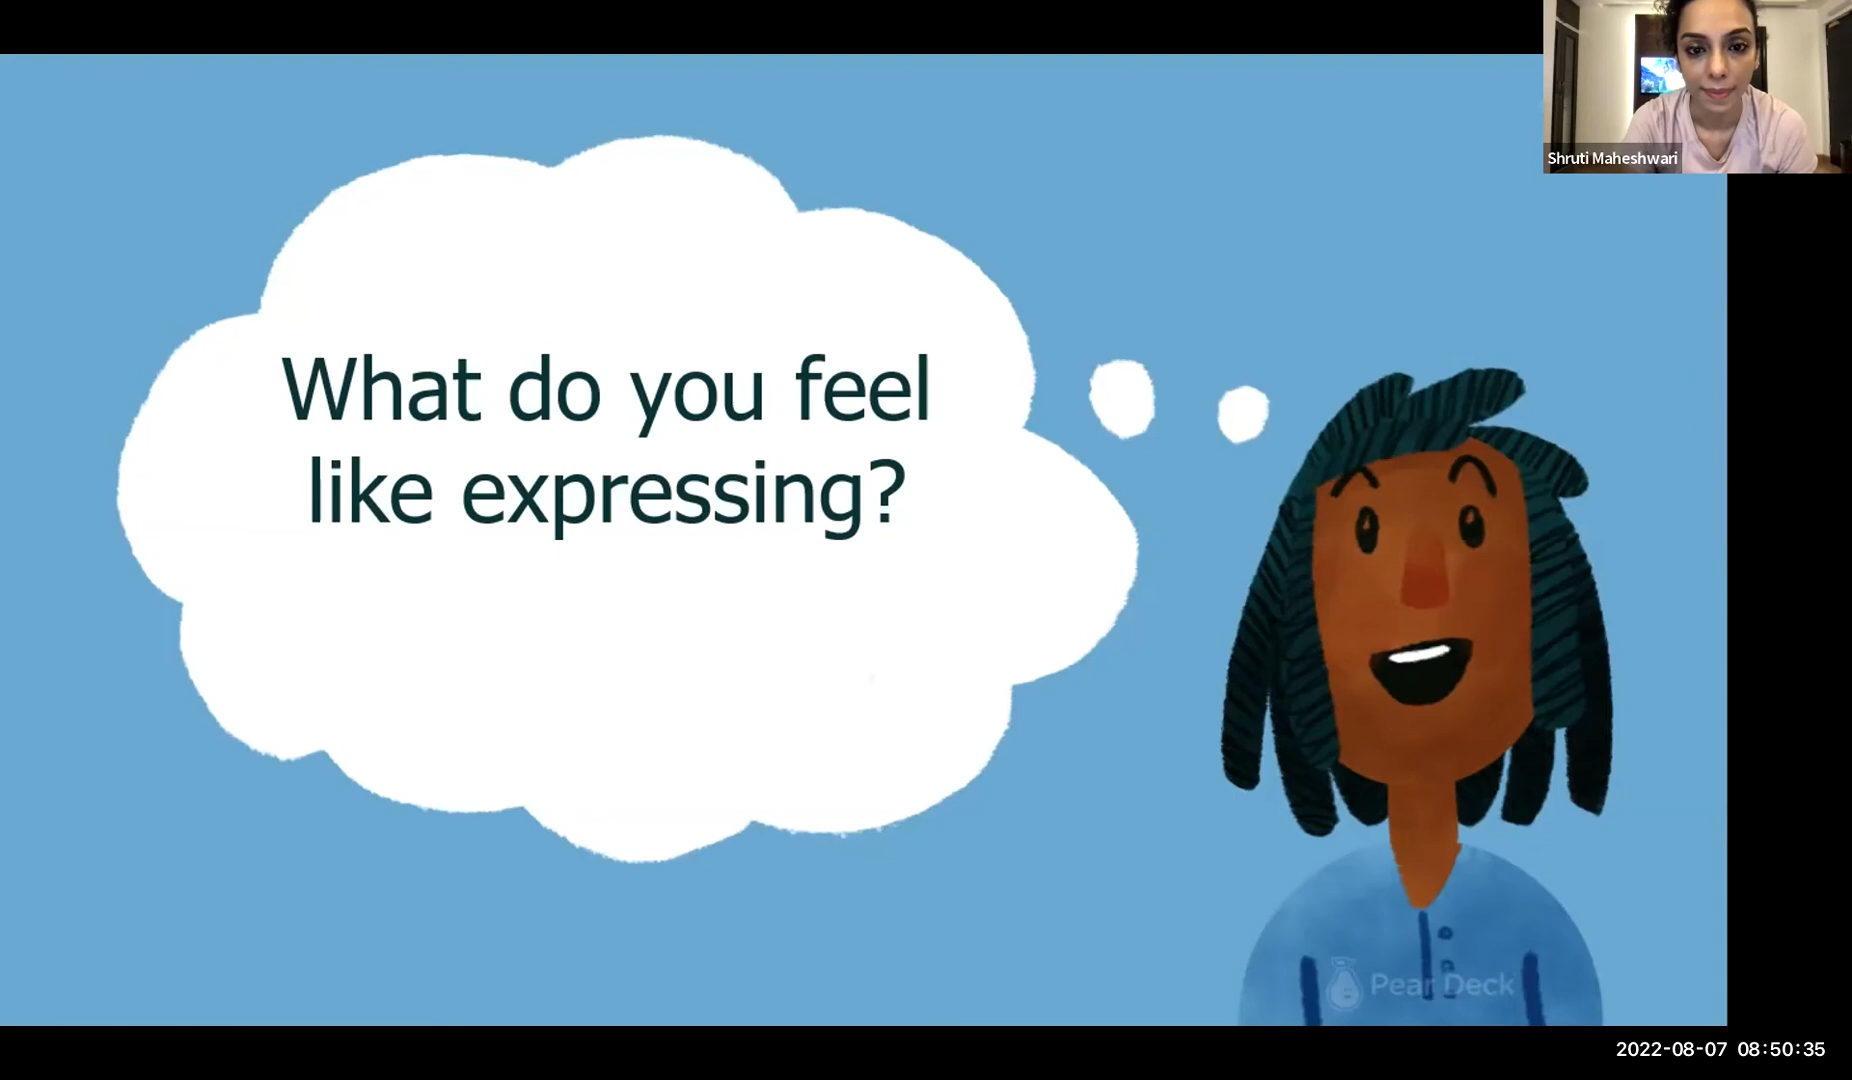 Shruti Maheshwari
What do you feel
like expressing?
Pear Deck
2022-08-07 08:50:35